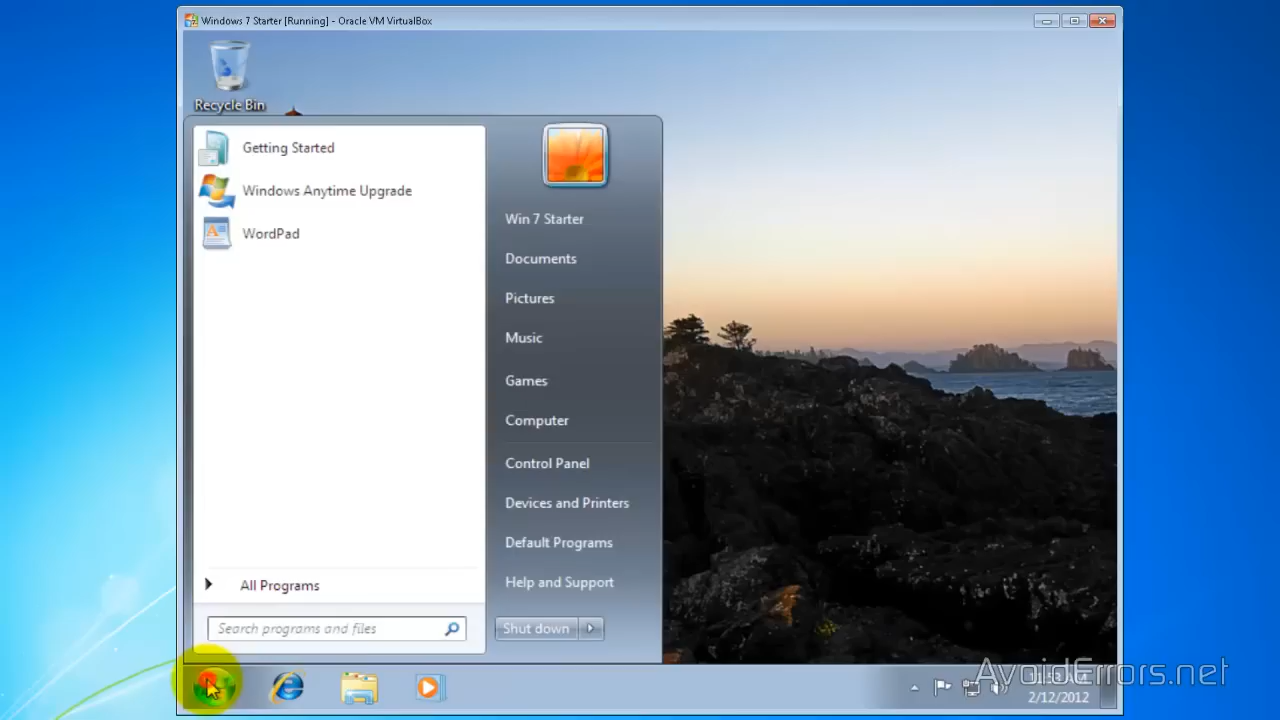 Windows 7 Starter [Running] - Oracle VM VirtualBox
Recycle Bin
Getting Started
Windows Anytime Upgrade
WordPad
All Programs
Search programs and files
Win 7 Starter
Documents
Pictures
Music
Games
Computer
Control Panel
Devices and Printers
Default Programs
Help and Support
Shut down
AvoidErrors.net
2/12/2012